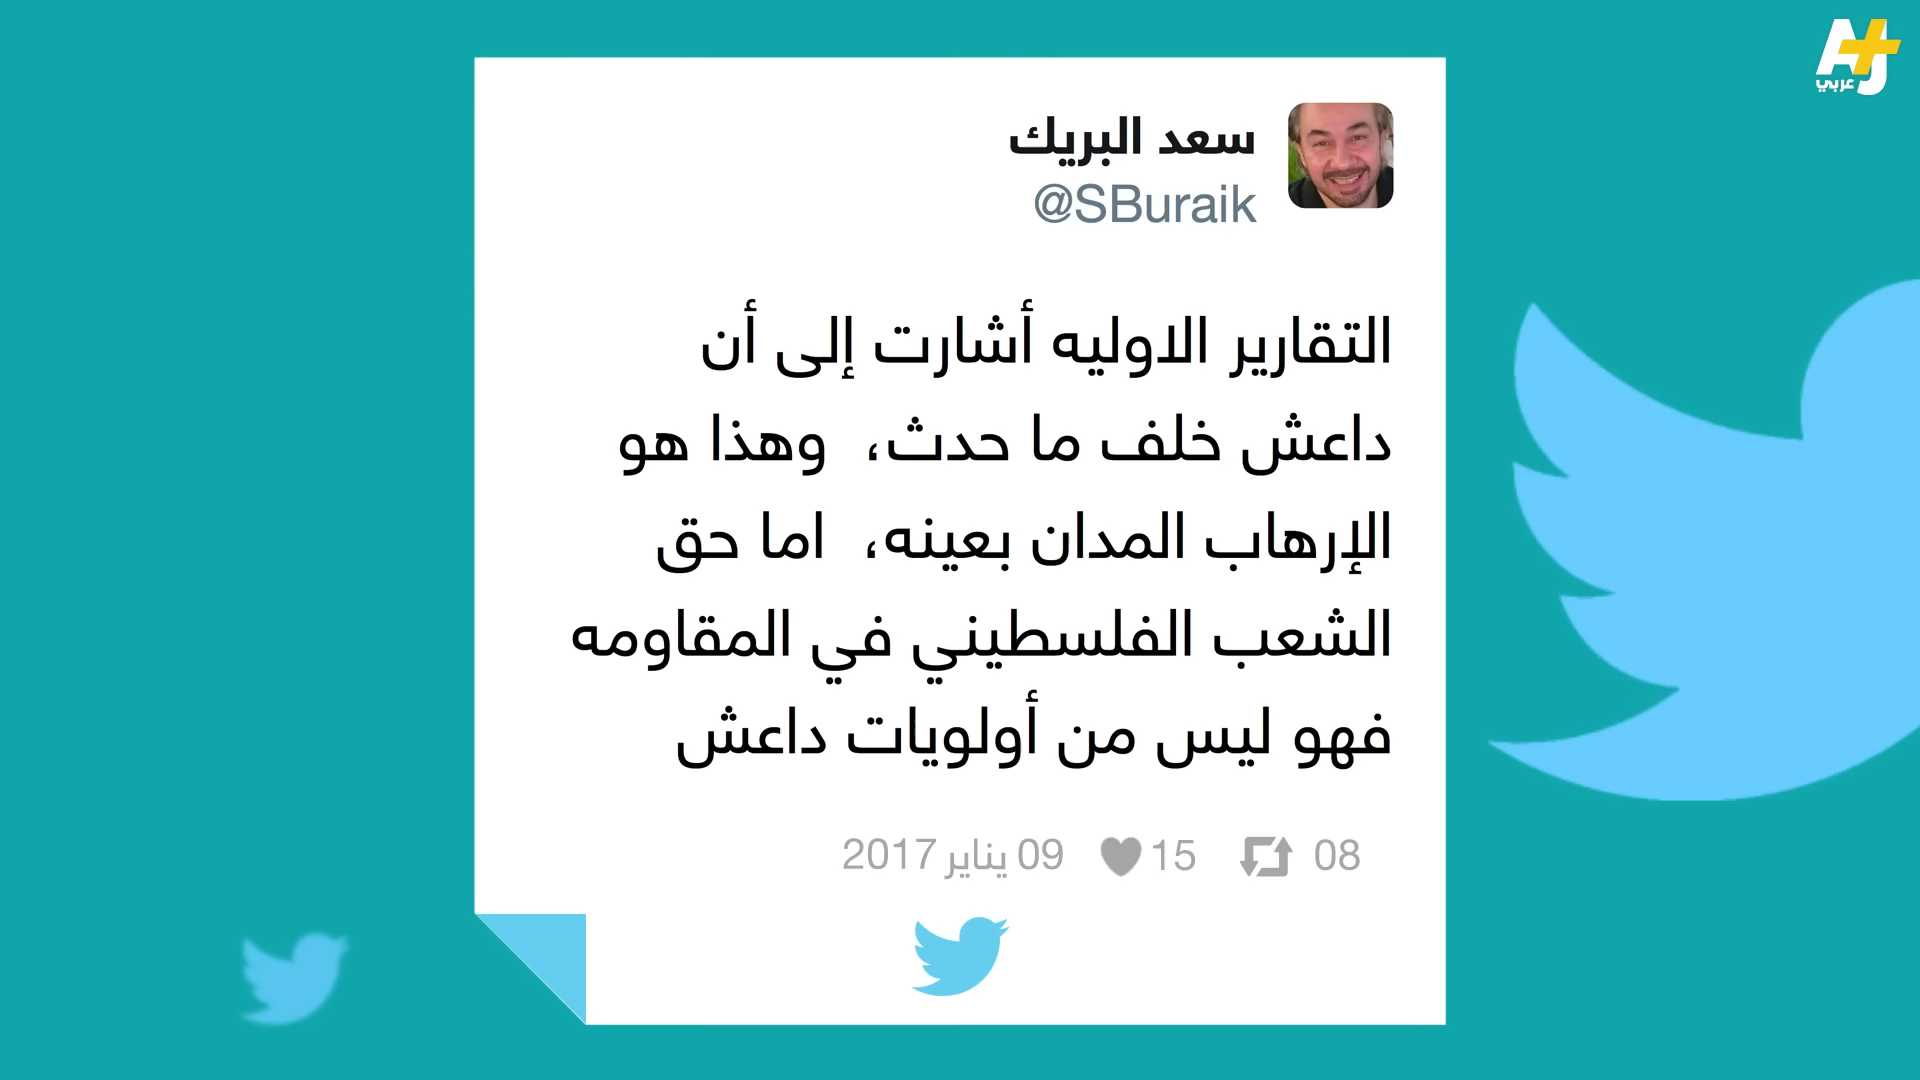 عربي
سعد البريك
@SBuraik
التقارير الاوليه أشارت إلى أن
داعش خلف ما حدث، وهذا هو
الإرهاب المدان بعينه، اما حق
الشعب الفلسطيني في المقاومه
فهو ليس من أولويات داعش
08 15 09 يناير 2017